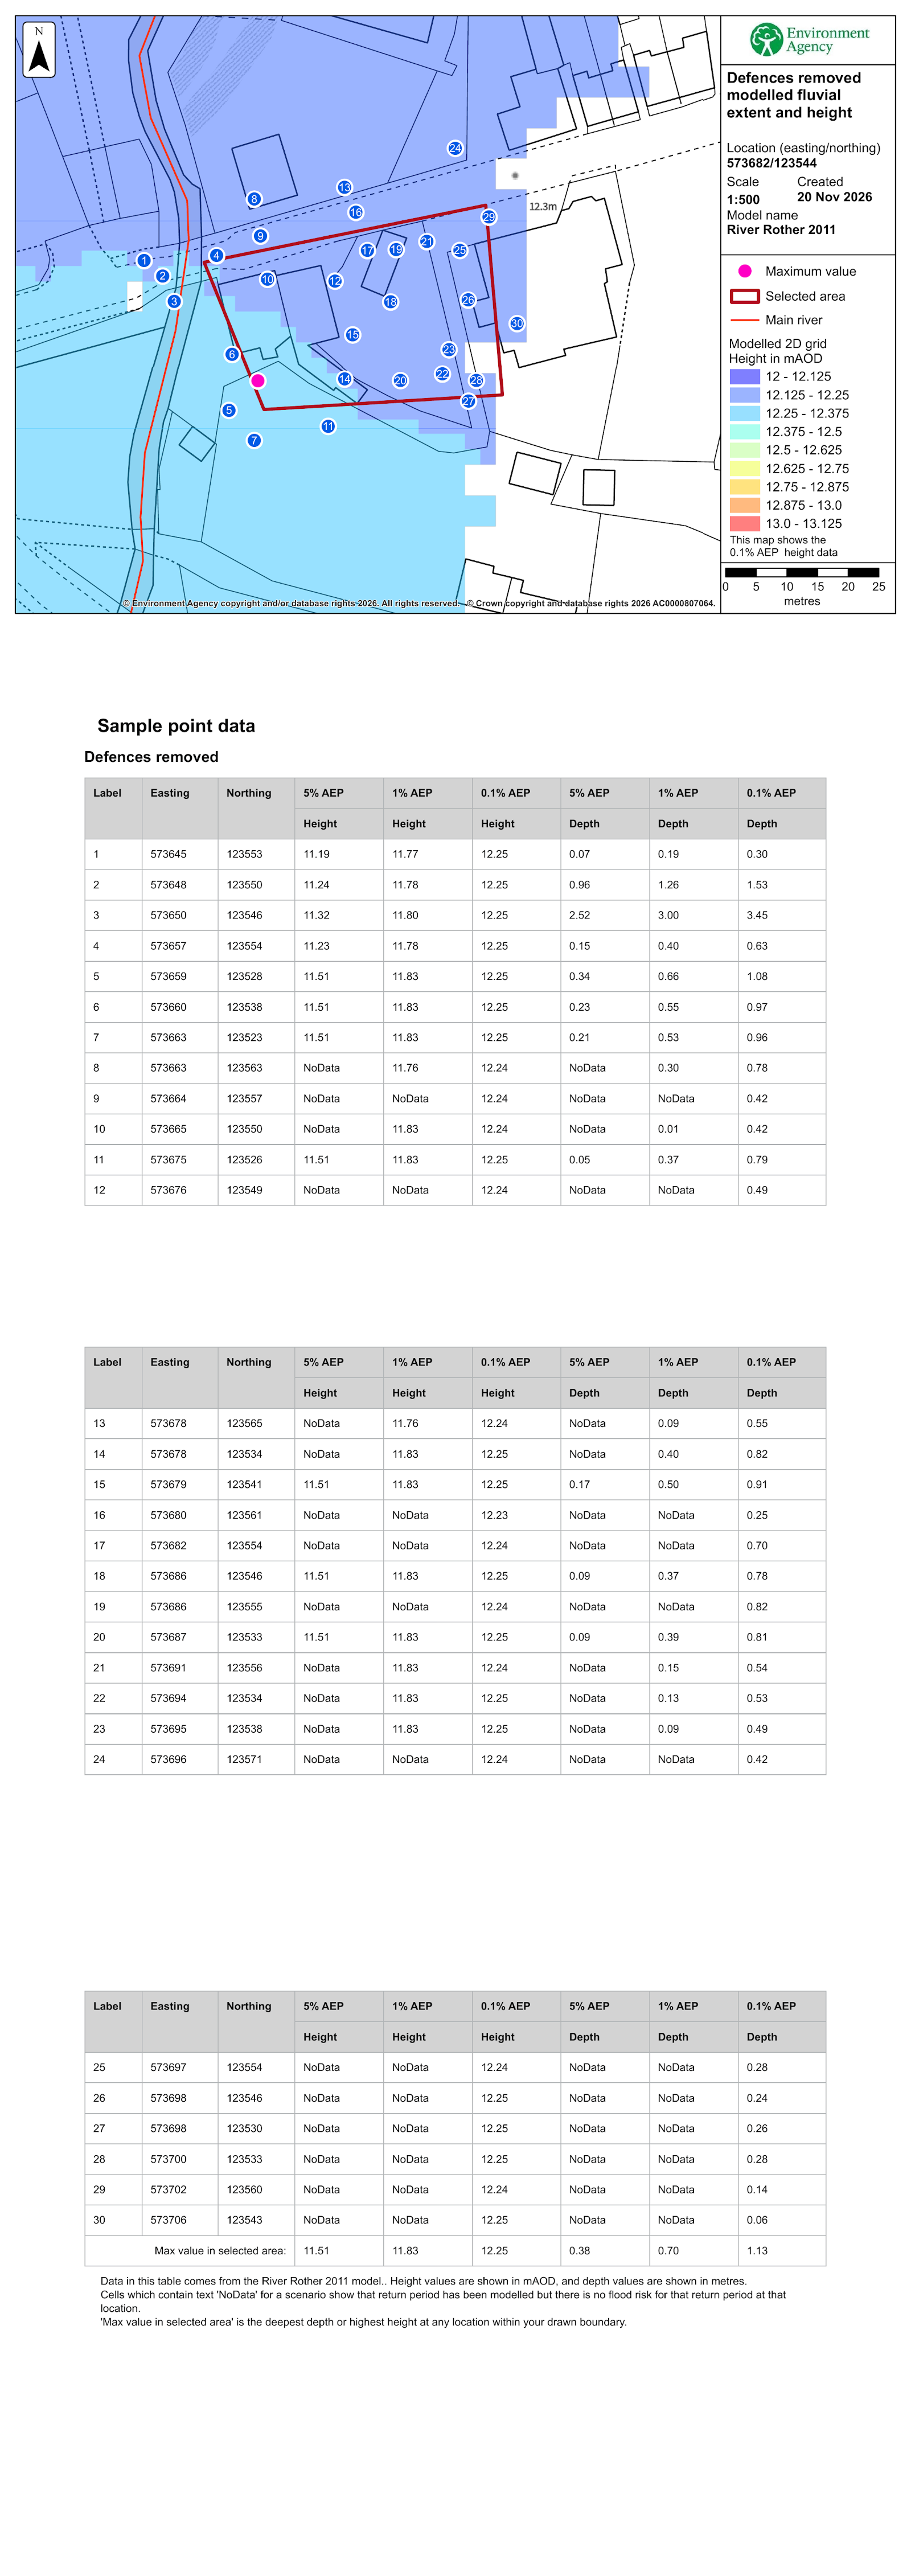 N
Environment
Agency
Defences removed
modelled fluvial
extent and height
Location (easting/northing)
573682/123544
Scale Created
1:500 20 Nov 2026
Model name
River Rother 2011
Maximum value
Selected area
Main river
Modelled 2D grid
Height in mAOD
12 - 12.125
12.125 - 12.25
12.25 - 12.375
12.375 - 12.5
12.5 - 12.625
12.625 - 12.75
12.75 - 12.875
12.875 - 13.0
13.0 - 13.125
This map shows the
0.1% AEP height data
0 5 10 15 20 25
metres
24
13
8
16
12.3m
29
9
21
4
17 19 25
1
2
10
12
3
18
26
30
15
23
6
22
14
20
28
27
5
11
7
© Environment Agency copyright and/or database rights 2026. All rights reserved. © Crown copyright and database rights 2026 AC0000807064.
Sample point data
Defences removed
Label Easting Northing 5% AEP 1% AEP 0.1% AEP 5% AEP 1% AEP 0.1% AEP
Height Height Height Depth Depth Depth
1 573645 123553 11.19 11.77 12.25 0.07 0.19 0.30
2 573648 123550 11.24 11.78 12.25 0.96 1.26 1.53
3 573650 123546 11.32 11.80 12.25 2.52 3.00 3.45
4 573657 123554 11.23 11.78 12.25 0.15 0.40 0.63
5 573659 123528 11.51 11.83 12.25 0.34 0.66 1.08
6 573660 123538 11.51 11.83 12.25 0.23 0.55 0.97
7 573663 123523 11.51 11.83 12.25 0.21 0.53 0.96
8 573663 123563 NoData 11.76 12.24 NoData 0.30 0.78
9 573664 123557 NoData NoData 12.24 NoData NoData 0.42
10 573665 123550 NoData 11.83 12.24 NoData 0.01 0.42
11 573675 123526 11.51 11.83 12.25 0.05 0.37 0.79
12 573676 123549 NoData NoData 12.24 NoData NoData 0.49
Label Easting Northing 5% AEP 1% AEP 0.1% AEP 5% AEP 1% AEP 0.1% AEP
Height Height Height Depth Depth Depth
13 573678 123565 NoData 11.76 12.24 NoData 0.09 0.55
14 573678 123534 NoData 11.83 12.25 NoData 0.40 0.82
15 573679 123541 11.51 11.83 12.25 0.17 0.50 0.91
16 573680 123561 NoData NoData 12.23 NoData NoData 0.25
17 573682 123554 NoData NoData 12.24 NoData NoData 0.70
18 573686 123546 11.51 11.83 12.25 0.09 0.37 0.78
19 573686 123555 NoData NoData 12.24 NoData NoData 0.82
20 573687 123533 11.51 11.83 12.25 0.09 0.39 0.81
21 573691 123556 NoData 11.83 12.24 NoData 0.15 0.54
22 573694 123534 NoData 11.83 12.25 NoData 0.13 0.53
23 573695 123538 NoData 11.83 12.25 NoData 0.09 0.49
24 573696 123571 NoData NoData 12.24 NoData NoData 0.42
Label Easting Northing 5% AEP 1% AEP 0.1% AEP 5% AEP 1% AEP 0.1% AEP
Height Height Height Depth Depth Depth
25 573697 123554 NoData NoData 12.24 NoData NoData 0.28
26 573698 123546 NoData NoData 12.25 NoData NoData 0.24
27 573698 123530 NoData NoData 12.25 NoData NoData 0.26
28 573700 123533 NoData NoData 12.25 NoData NoData 0.28
29 573702 123560 NoData NoData 12.24 NoData NoData 0.14
30 573706 123543 NoData NoData 12.25 NoData NoData 0.06
Max value in selected area: 11.51 11.83 12.25 0.38 0.70 1.13
Data in this table comes from the River Rother 2011 model.. Height values are shown in mAOD, and depth values are shown in metres.
Cells which contain text 'NoData' for a scenario show that return period has been modelled but there is no flood risk for that return period at that
location.
'Max value in selected area' is the deepest depth or highest height at any location within your drawn boundary.